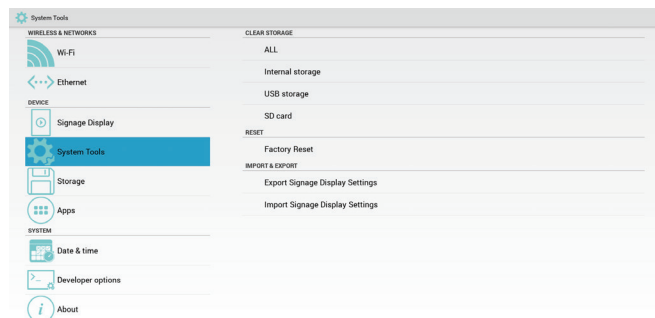 System Tools
WIRELESS & NETWORKS
Wi-Fi
Ethernet
DEVICE
Signage Display
System Tools
Storage
Apps
SYSTEM
Date & time
Developer options
About
CLEAR STORAGE
ALL
Internal storage
USB storage
SD card
RESET
Factory Reset
IMPORT & EXPORT
Export Signage Display Settings
Import Signage Display Settings